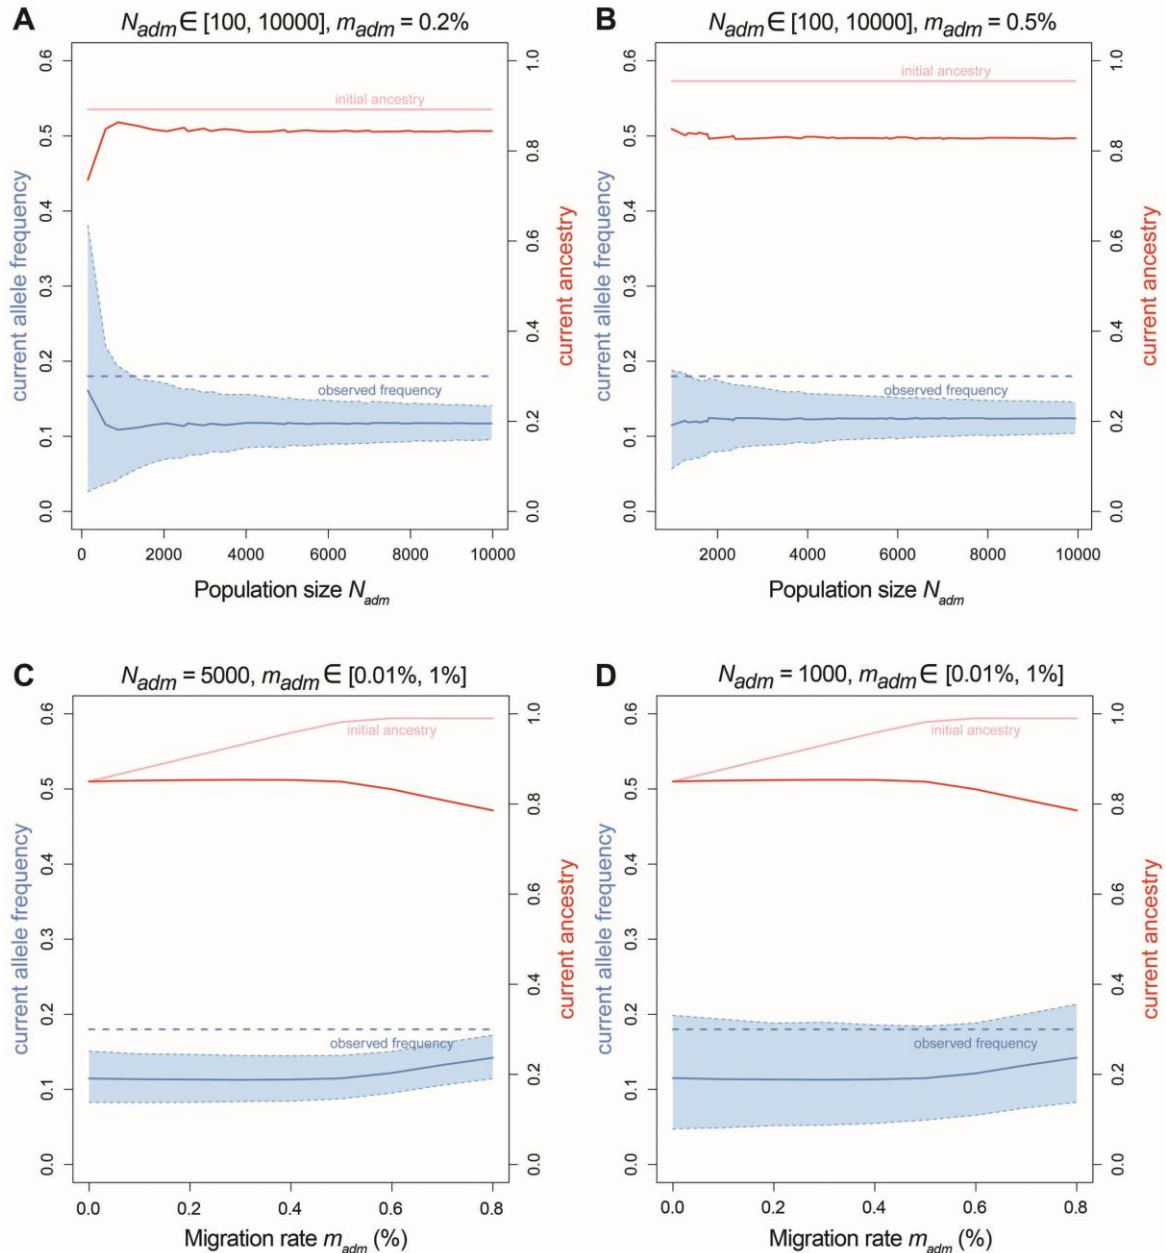 A
N_adm ∈ [100, 10000], m_adm = 0.2%
0.6
0.5
0.4
0.3
0.2
0.1
0.0
current allele frequency
1.0
0.8
0.6
0.4
0.2
0.0
current ancestry
initial ancestry
observed frequency
0 2000 4000 6000 8000 10000
Population size N_adm
B
N_adm ∈ [100, 10000], m_adm = 0.5%
0.6
0.5
0.4
0.3
0.2
0.1
0.0
current allele frequency
1.0
0.8
0.6
0.4
0.2
0.0
current ancestry
initial ancestry
observed frequency
2000 4000 6000 8000 10000
Population size N_adm
C
N_adm = 5000, m_adm ∈ [0.01%, 1%]
0.6
0.5
0.4
0.3
0.2
0.1
0.0
current allele frequency
1.0
0.8
0.6
0.4
0.2
0.0
current ancestry
initial ancestry
observed frequency
0.0 0.2 0.4 0.6 0.8
Migration rate m_adm (%)
D
N_adm = 1000, m_adm ∈ [0.01%, 1%]
0.6
0.5
0.4
0.3
0.2
0.1
0.0
current allele frequency
1.0
0.8
0.6
0.4
0.2
0.0
current ancestry
initial ancestry
observed frequency
0.0 0.2 0.4 0.6 0.8
Migration rate m_adm (%)